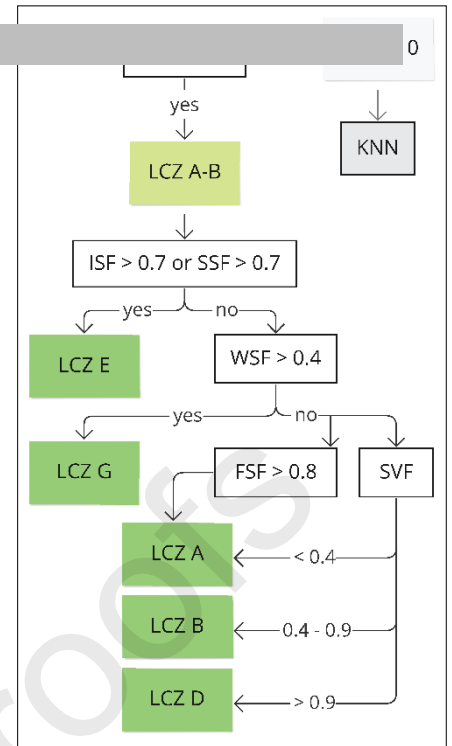 0
yes
KNN
LCZ A-B
ISF > 0.7 or SSF > 0.7
yes no
LCZ E
WSF > 0.4
yes no
LCZ G
FSF > 0.8
SVF
LCZ A
< 0.4
LCZ B
0.4 - 0.9
LCZ D
> 0.9
roofs